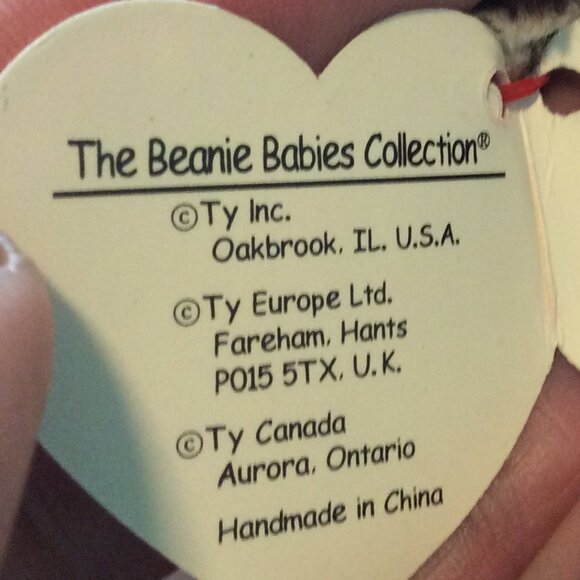 The Beanie Babies Collection®
©Ty Inc.
Oakbrook, IL. U.S.A.
©Ty Europe Ltd.
Fareham, Hants
PO15 5TX, U.K.
©Ty Canada
Aurora, Ontario
Handmade in China